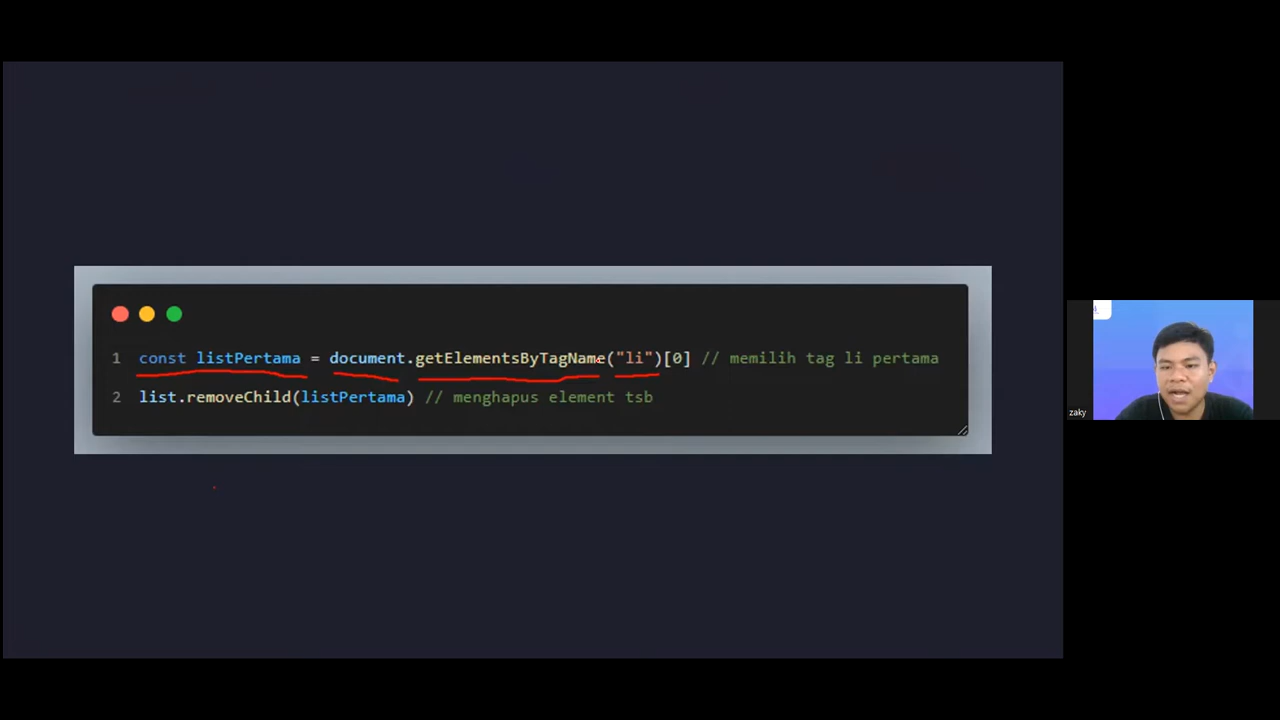 1 const listPertama = document.getElementsByTagName("li")[0] // memilih tag li pertama
2 list.removeChild(listPertama) // menghapus element tsb
zaky